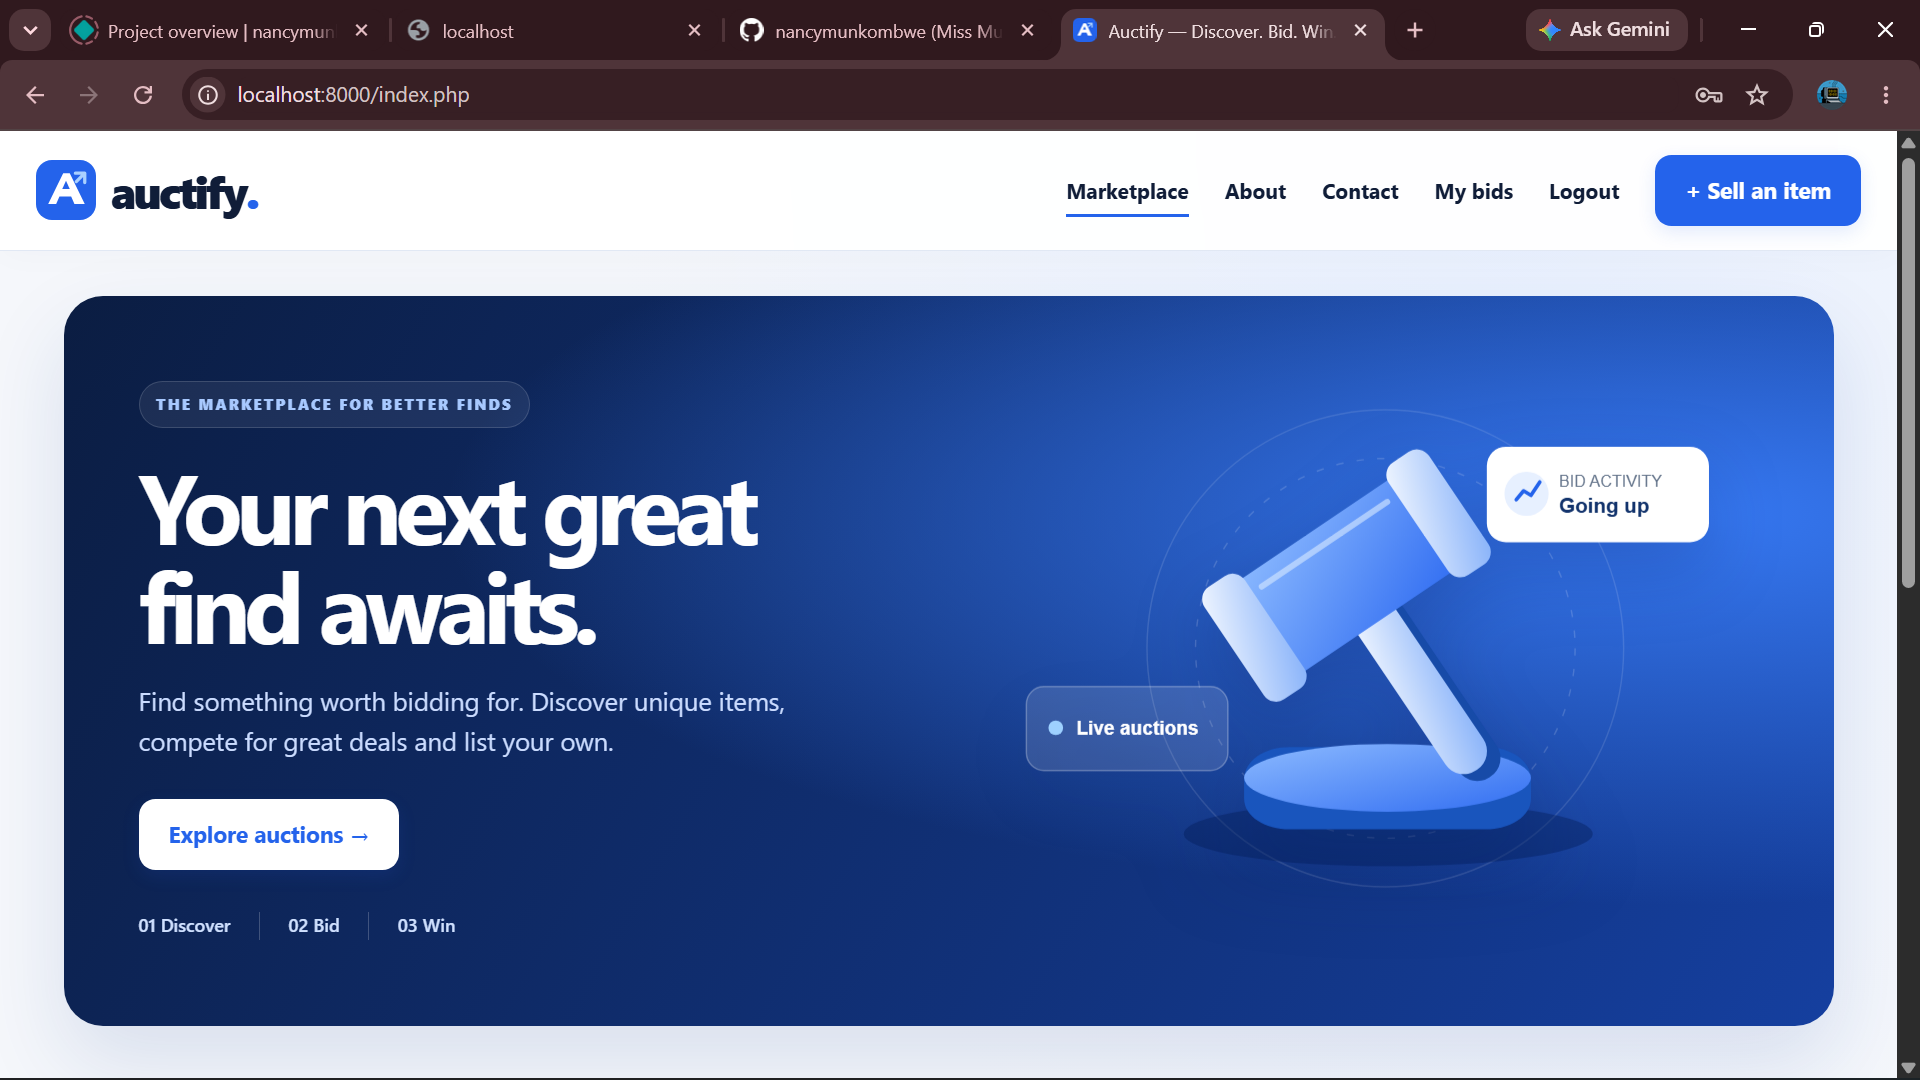 Project overview | nancymun
localhost
nancymunkombwe (Miss Mu
Auctify — Discover. Bid. Win.
Ask Gemini
localhost:8000/index.php
auctify.
Marketplace
About
Contact
My bids
Logout
+ Sell an item
THE MARKETPLACE FOR BETTER FINDS
Your next great
find awaits.
Find something worth bidding for. Discover unique items,
compete for great deals and list your own.
Explore auctions →
01 Discover
02 Bid
03 Win
BID ACTIVITY
Going up
Live auctions